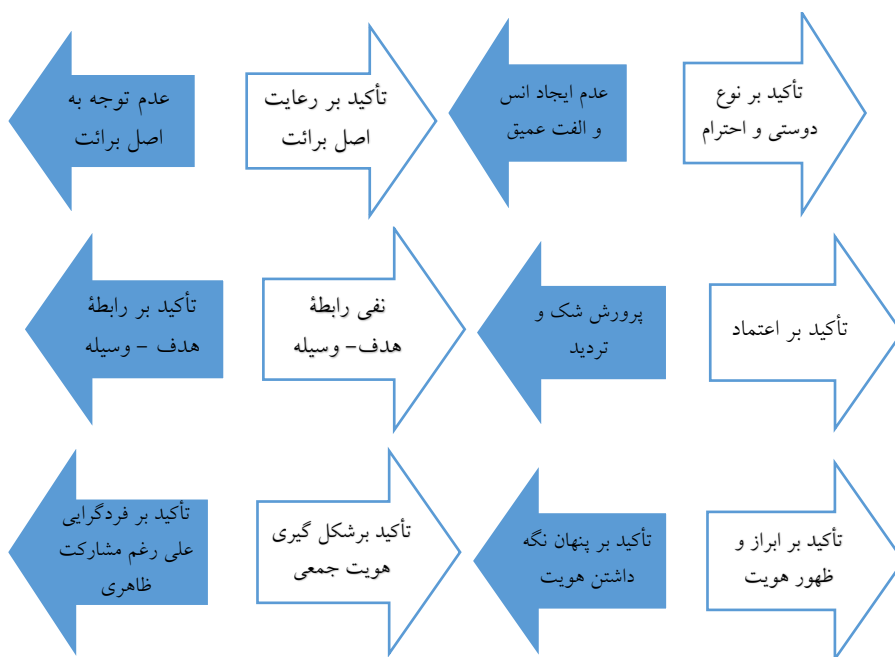 تأکید بر نوع
دوستی و احترام
عدم ایجاد انس
و الفت عمیق
تأکید بر رعایت
اصل برائت
عدم توجه به
اصل برائت
تأکید بر اعتماد
پرورش شک و
تردید
نفی رابطهٔ
هدف- وسیله
تأکید بر رابطهٔ
هدف – وسیله
تأکید بر ابراز و
ظهور هویت
تأکید بر پنهان نگه
داشتن هویت
تأکید برشکل گیری
هویت جمعی
تأکید بر فردگرایی
علی رغم مشارکت
ظاهری